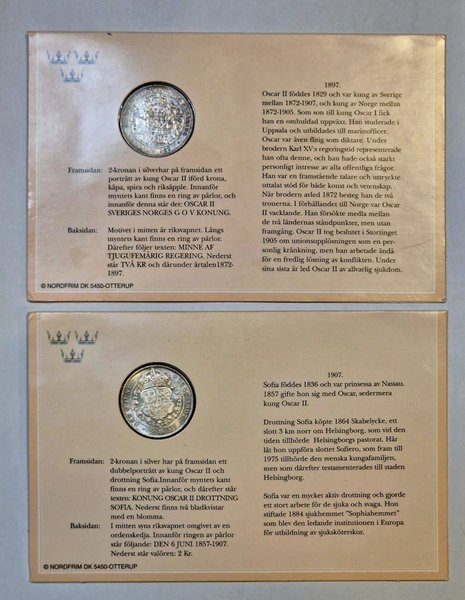 1897.
Oscar II föddes 1829 och var kung av Sverige
mellan 1872-1907, och kung av Norge mellan
1872-1905. Som son till kung Oscar I fick
han en omhuldad uppväxt. Han studerade i
Uppsala och utbildades till marinofficer.
Oscar var även flitig som diktare. Under
brodern Karl XV:s regeringstid representerade
han ofta denne, och han hade också starkt
personligt intresse av alla offentliga frågor.
Han var en framstående talare och uttryckte
uttalat stöd för både konst och vetenskap.
När brodern avled 1872 besteg han de två
tronerna. I förhållandet till Norge var Oscar
II vacklande. Han försökte media mellan
de två ländernas ståndpunkter, men utan
framgång. Oscar II tog beslutet i Stortinget
1905 om unionsupplösningen som en per-
sonlig kränkning, men han arbetade ändå
för en fredlig lösning av konflikten. Under
sina sista år led Oscar II av allvarlig sjukdom.
Framsidan: 2-kronan i silverhar på framsidan ett
porträtt av kung Oscar II iförd krona,
kåpa, spira och riksäpple. Innanför
myntets kant finns en ring av pärlor, och
innanför denna står det: OSCAR II
SVERIGES NORGES G O V KONUNG.
Baksidan: Motivet i mitten är riksvapnet. Längs
myntets kant finns en ring av pärlor.
Därefter följer texten: MINNE AF
TJUGUFEMÅRIG REGERING. Nederst
står TVÅ KR och därunder årtalen1872-
1897.
© NORDFRIM DK 5450-OTTERUP
1907.
Sofia föddes 1836 och var prinsessa av Nassau.
1857 gifte hon sig med Oscar, sedermera
kung Oscar II.
Drottning Sofia köpte 1864 Skabelycke, ett
slott 3 km norr om Helsingborg, som vid den
tiden tillhörde Helsingborgs pastorat. Här
lät hon uppföra slottet Sofiero, som fram till
1973 tillhörde den svenska kungafamiljen,
men som därefter testamenterades till staden
Helsingborg.
Sofia var en mycket aktiv drottning och gjorde
ett stort arbete för de sjuka och svaga. Hon
stiftade 1884 sjukhemmet "Sophiahemmet"
som blev den ledande institutionen i Europa
för utbildning av sjuksköterskor.
Framsidan: 2-kronan i silver har på framsidan ett
dubbelporträtt av kung Oscar II och
drottning Sofia.Innanför myntets kant
finns en ring av pärlor, och därefter står
texten: KONUNG OSCAR II DROTTNING
SOFIA. Nederst finns två bladkvistar
med en blomma.
Baksidan: I mitten syns riksvapnet omgivet av en
ordenskedja. Innanför ringen av pärlor
står följande: DEN 6 JUNI 1857-1907.
Nederst står valören: 2 Kr.
© NORDFRIM DK 5450-OTTERUP